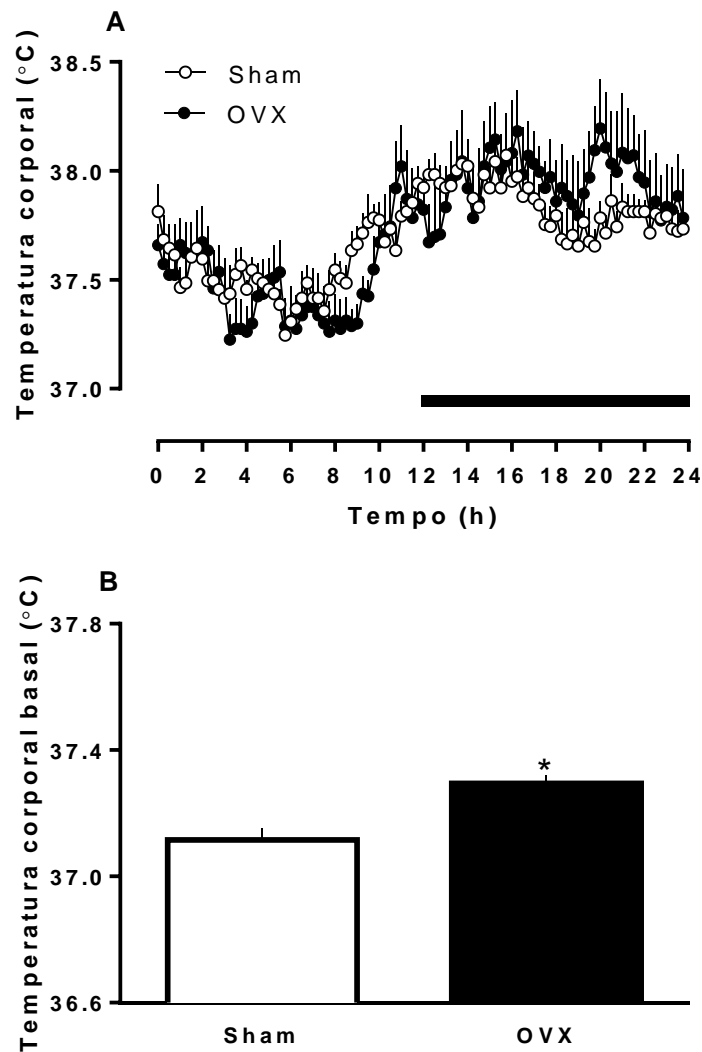 A
Temperatura corporal (°C)
38.5
38.0
37.5
37.0
Sham
OVX
0 2 4 6 8 10 12 14 16 18 20 22 24
Tempo (h)
B
Temperatura corporal basal (°C)
37.8
37.4
37.0
36.6
*
Sham OVX